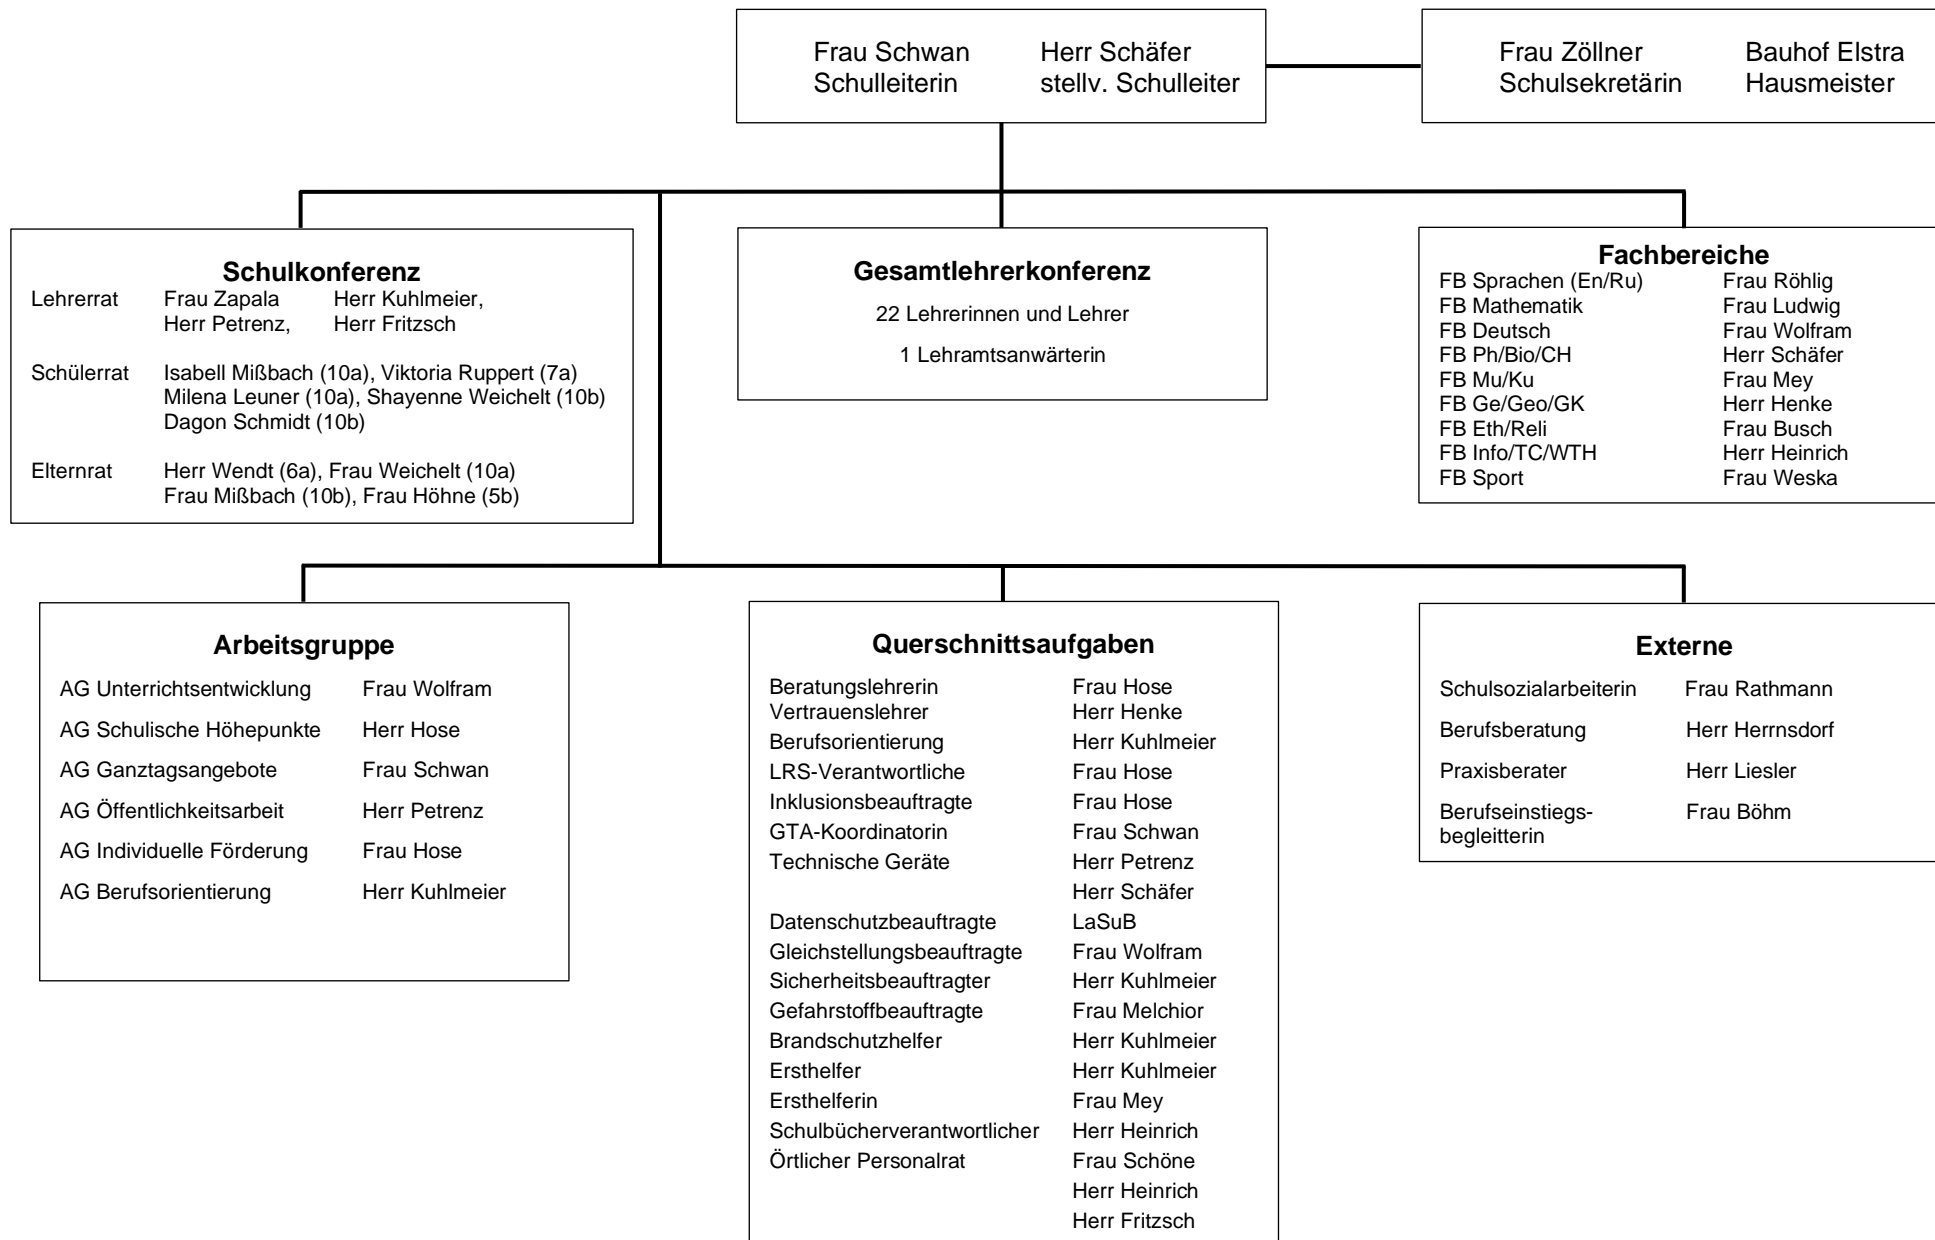 Frau Schwan Herr Schäfer
Schulleiterin stellv. Schulleiter
Frau Zöllner Bauhof Elstra
Schulsekretärin Hausmeister
Schulkonferenz
Lehrerrat Frau Zapala Herr Kuhlmeier,
Herr Petrenz, Herr Fritzsch
Schülerrat Isabell Mißbach (10a), Viktoria Ruppert (7a)
Milena Leuner (10a), Shayenne Weichelt (10b)
Dagon Schmidt (10b)
Elternrat Herr Wendt (6a), Frau Weichelt (10a)
Frau Mißbach (10b), Frau Höhne (5b)
Gesamtlehrerkonferenz
22 Lehrerinnen und Lehrer
1 Lehramtsanwärterin
Fachbereiche
FB Sprachen (En/Ru) Frau Röhlig
FB Mathematik Frau Ludwig
FB Deutsch Frau Wolfram
FB Ph/Bio/CH Herr Schäfer
FB Mu/Ku Frau Mey
FB Ge/Geo/GK Herr Henke
FB Eth/Reli Frau Busch
FB Info/TC/WTH Herr Heinrich
FB Sport Frau Weska
Arbeitsgruppe
AG Unterrichtsentwicklung Frau Wolfram
AG Schulische Höhepunkte Herr Hose
AG Ganztagsangebote Frau Schwan
AG Öffentlichkeitsarbeit Herr Petrenz
AG Individuelle Förderung Frau Hose
AG Berufsorientierung Herr Kuhlmeier
Querschnittsaufgaben
Beratungslehrerin Frau Hose
Vertrauenslehrer Herr Henke
Berufsorientierung Herr Kuhlmeier
LRS-Verantwortliche Frau Hose
Inklusionsbeauftragte Frau Hose
GTA-Koordinatorin Frau Schwan
Technische Geräte Herr Petrenz
Herr Schäfer
Datenschutzbeauftragte LaSuB
Gleichstellungsbeauftragte Frau Wolfram
Sicherheitsbeauftragter Herr Kuhlmeier
Gefahrstoffbeauftragte Frau Melchior
Brandschutzhelfer Herr Kuhlmeier
Ersthelfer Herr Kuhlmeier
Ersthelferin Frau Mey
Schulbücherverantwortlicher Herr Heinrich
Örtlicher Personalrat Frau Schöne
Herr Heinrich
Herr Fritzsch
Externe
Schulsozialarbeiterin Frau Rathmann
Berufsberatung Herr Herrnsdorf
Praxisberater Herr Liesler
Berufseinstiegs- Frau Böhm
begleitterin